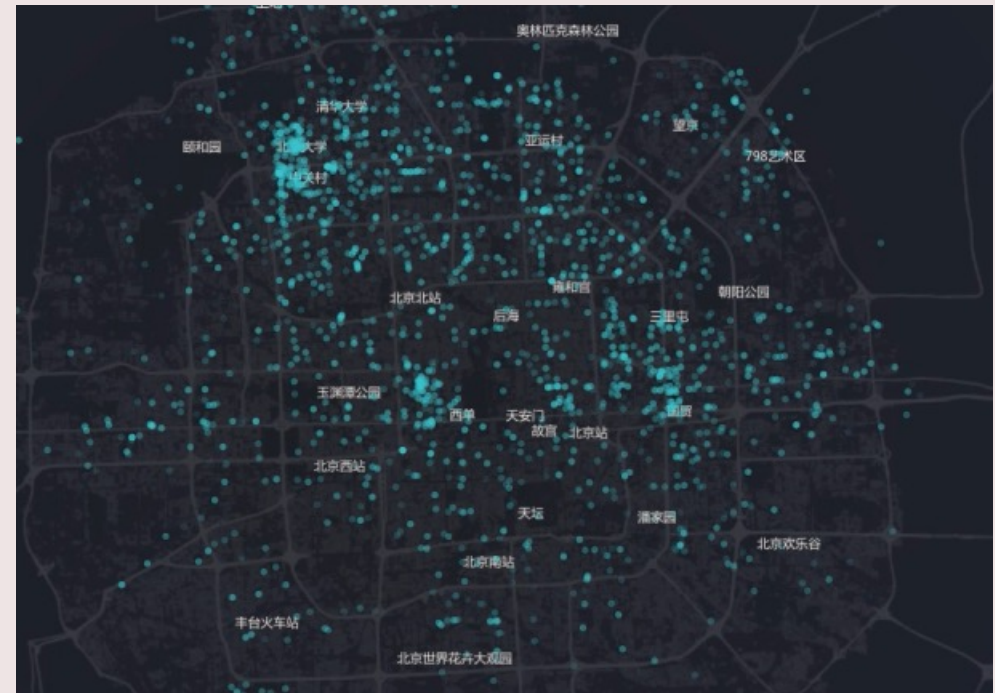 奥林匹克森林公园
清华大学
望京
亚运村
颐和园
大学
798艺术区
中关村
雍和宫
朝阳公园
北京北站
后海
三里屯
玉渊潭公园
西单
天安门
国贸
故宫
北京站
北京西站
天坛
潘家园
北京欢乐谷
北京南站
丰台火车站
北京世界花卉大观园